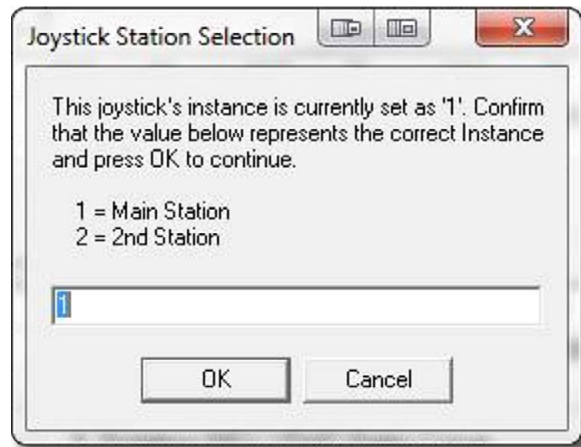 Joystick Station Selection
This joystick's instance is currently set as '1'. Confirm
that the value below represents the correct Instance
and press OK to continue.
1 = Main Station
2 = 2nd Station
1
OK Cancel